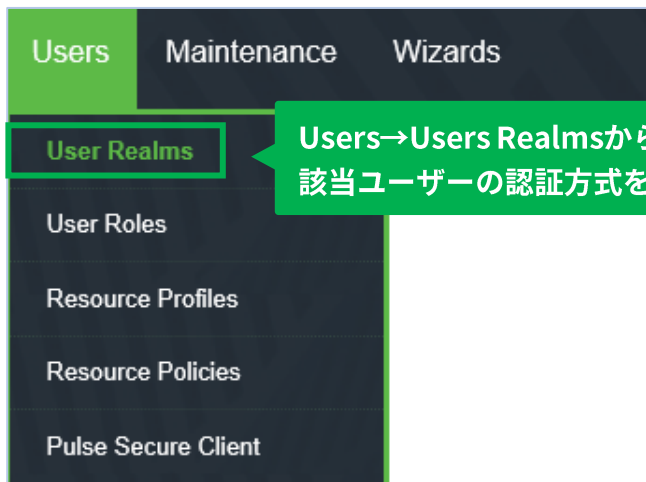 Users Maintenance Wizards
User Realms
Users→Users Realmsから
該当ユーザーの認証方式を
User Roles
Resource Profiles
Resource Policies
Pulse Secure Client